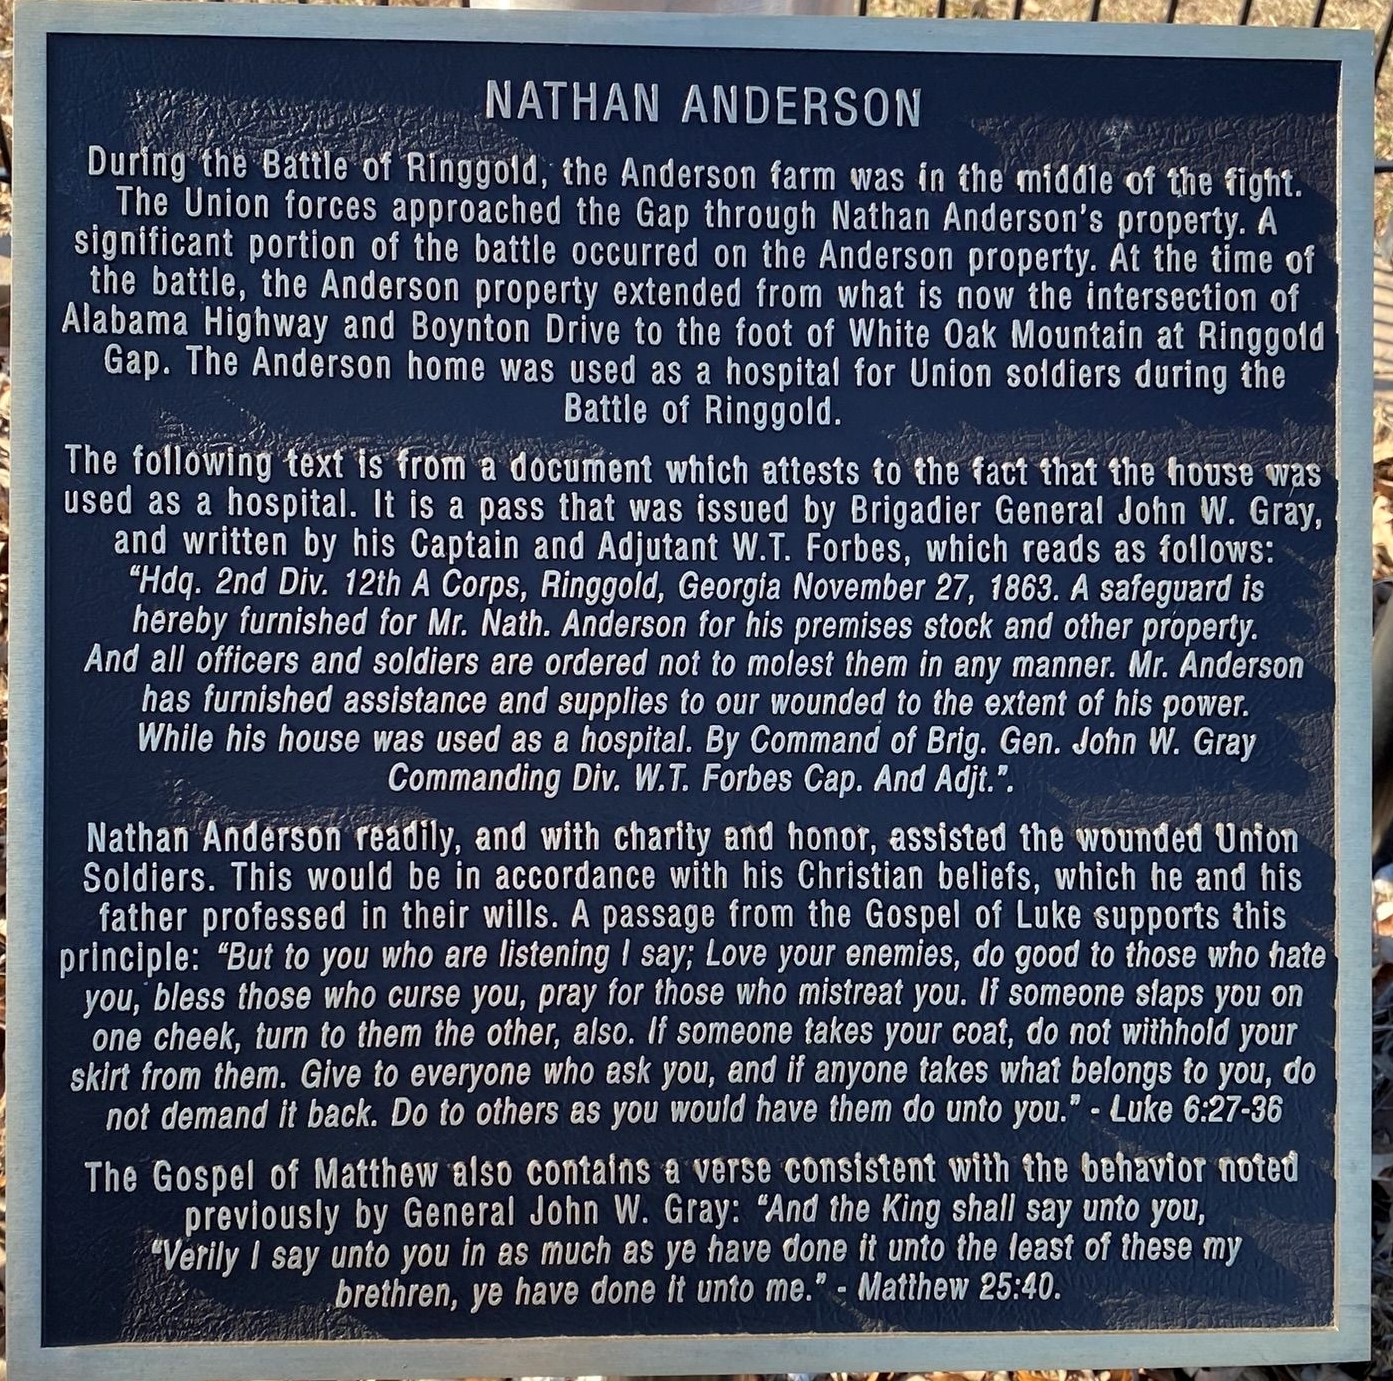 NATHAN ANDERSON
During the Battle of Ringgold, the Anderson farm was in the middle of the fight.
The Union forces approached the Gap through Nathan Anderson's property. A
significant portion of the battle occurred on the Anderson property. At the time of
the battle, the Anderson property extended from what is now the intersection of
Alabama Highway and Boynton Drive to the foot of White Oak Mountain at Ringgold
Gap. The Anderson home was used as a hospital for Union soldiers during the
Battle of Ringgold.
The following text is from a document which attests to the fact that the house was
used as a hospital. It is a pass that was issued by Brigadier General John W. Gray,
and written by his Captain and Adjutant W.T. Forbes, which reads as follows:
“Hdq. 2nd Div. 12th A Corps, Ringgold, Georgia November 27, 1863. A safeguard is
hereby furnished for Mr. Nath. Anderson for his premises stock and other property.
And all officers and soldiers are ordered not to molest them in any manner. Mr. Anderson
has furnished assistance and supplies to our wounded to the extent of his power.
While his house was used as a hospital. By Command of Brig. Gen. John W. Gray
Commanding Div. W.T. Forbes Cap. And Adjt.”.
Nathan Anderson readily, and with charity and honor, assisted the wounded Union
Soldiers. This would be in accordance with his Christian beliefs, which he and his
father professed in their wills. A passage from the Gospel of Luke supports this
principle: “But to you who are listening I say; Love your enemies, do good to those who hate
you, bless those who curse you, pray for those who mistreat you. If someone slaps you on
one cheek, turn to them the other, also. If someone takes your coat, do not withhold your
skirt from them. Give to everyone who ask you, and if anyone takes what belongs to you, do
not demand it back. Do to others as you would have them do unto you.” - Luke 6:27-36
The Gospel of Matthew also contains a verse consistent with the behavior noted
previously by General John W. Gray: “And the King shall say unto you,
“Verily I say unto you in as much as ye have done it unto the least of these my
brethren, ye have done it unto me.” - Matthew 25:40.